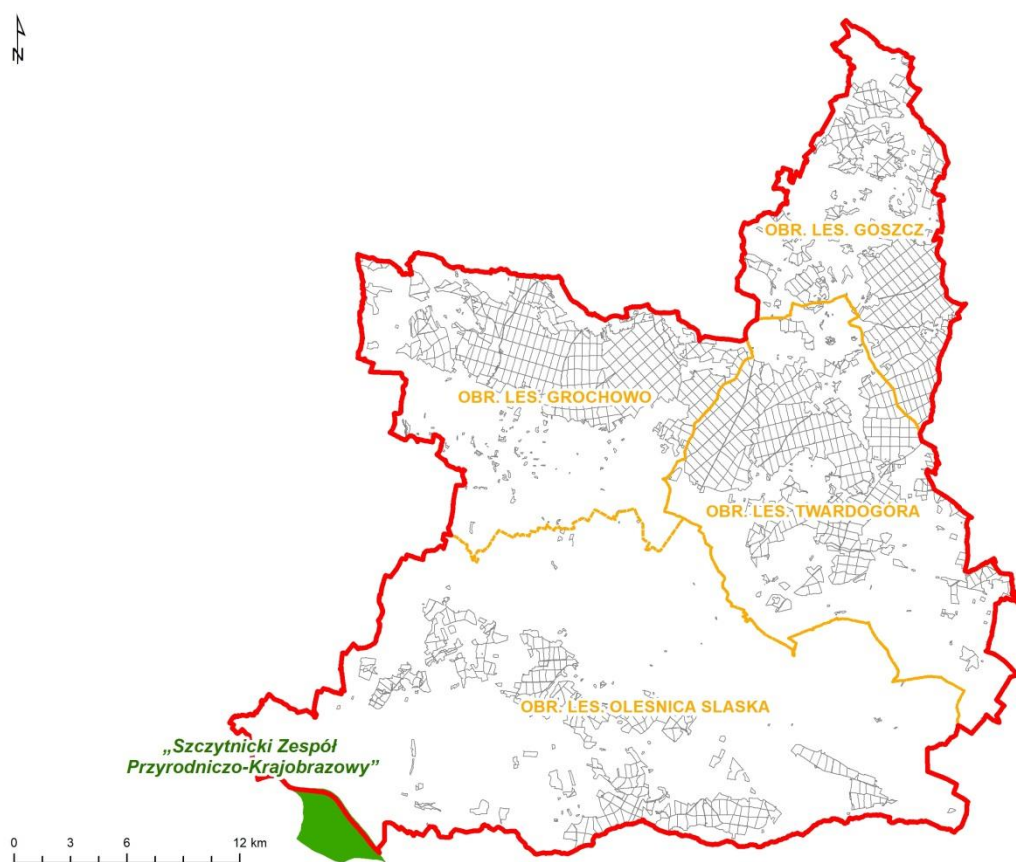 N
OBR. LES. GOSZCZ
OBR. LES. GROCHOWO
OBR. LES. TWARDOGÓRA
OBR. LES. OLEŚNICA SLASKA
„Szczytnicki Zespół
Przyrodniczo-Krajobrazowy”
0 3 6 12 km